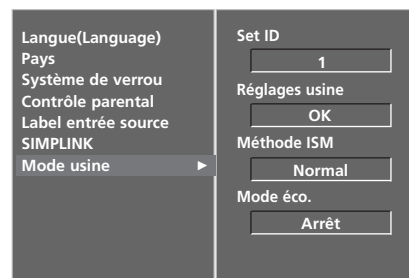 Langue(Language)
Pays
Système de verrou
Contrôle parental
Label entrée source
SIMPLINK
Mode usine ►
Set ID
1
Réglages usine
OK
Méthode ISM
Normal
Mode éco.
Arrêt